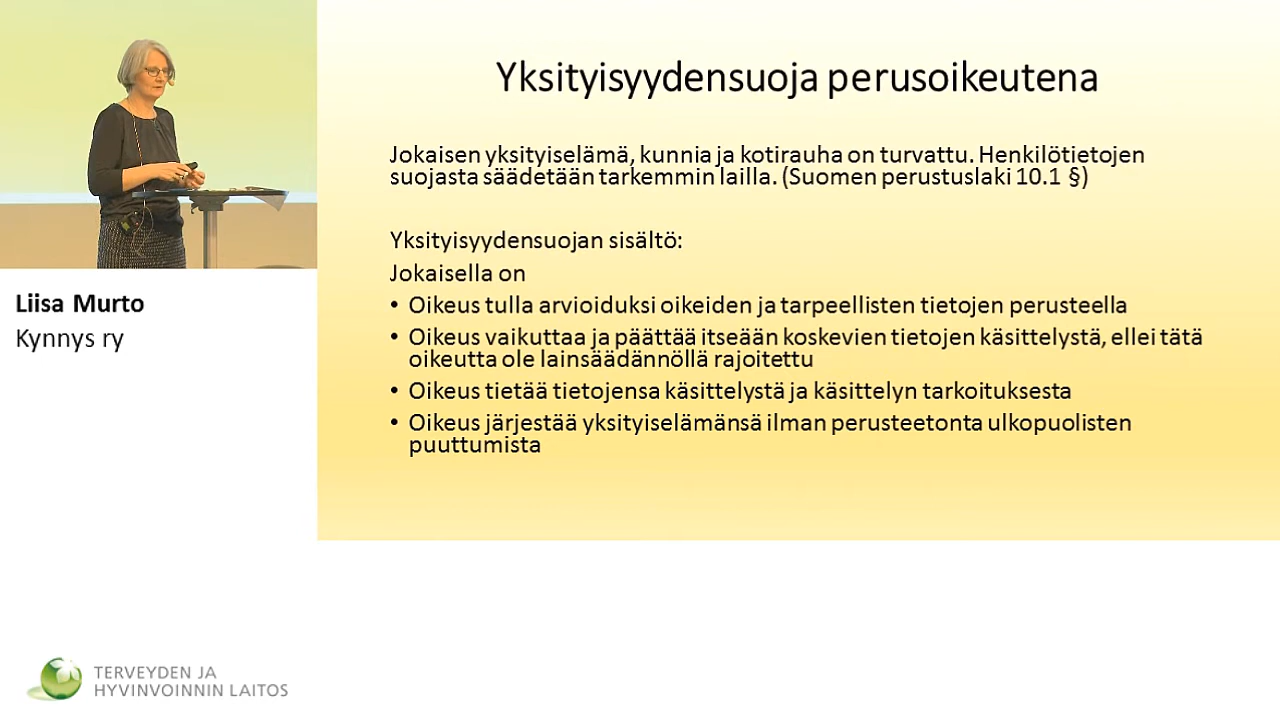 Yksityisyydensuoja perusoikeutena
Jokaisen yksityiselämä, kunnia ja kotirauha on turvattu. Henkilötietojen
suojasta säädetään tarkemmin lailla. (Suomen perustuslaki 10.1 §)
Yksityisyydensuojan sisältö:
Jokaisella on
• Oikeus tulla arvioiduksi oikeiden ja tarpeellisten tietojen perusteella
• Oikeus vaikuttaa ja päättää itseään koskevien tietojen käsittelystä, ellei tätä
oikeutta ole lainsäädännöllä rajoitettu
• Oikeus tietää tietojensa käsittelystä ja käsittelyn tarkoituksesta
• Oikeus järjestää yksityiselämänsä ilman perusteetonta ulkopuolisten
puuttumista
Liisa Murto
Kynnys ry
TERVEYDEN JA
HYVINVOINNIN LAITOS